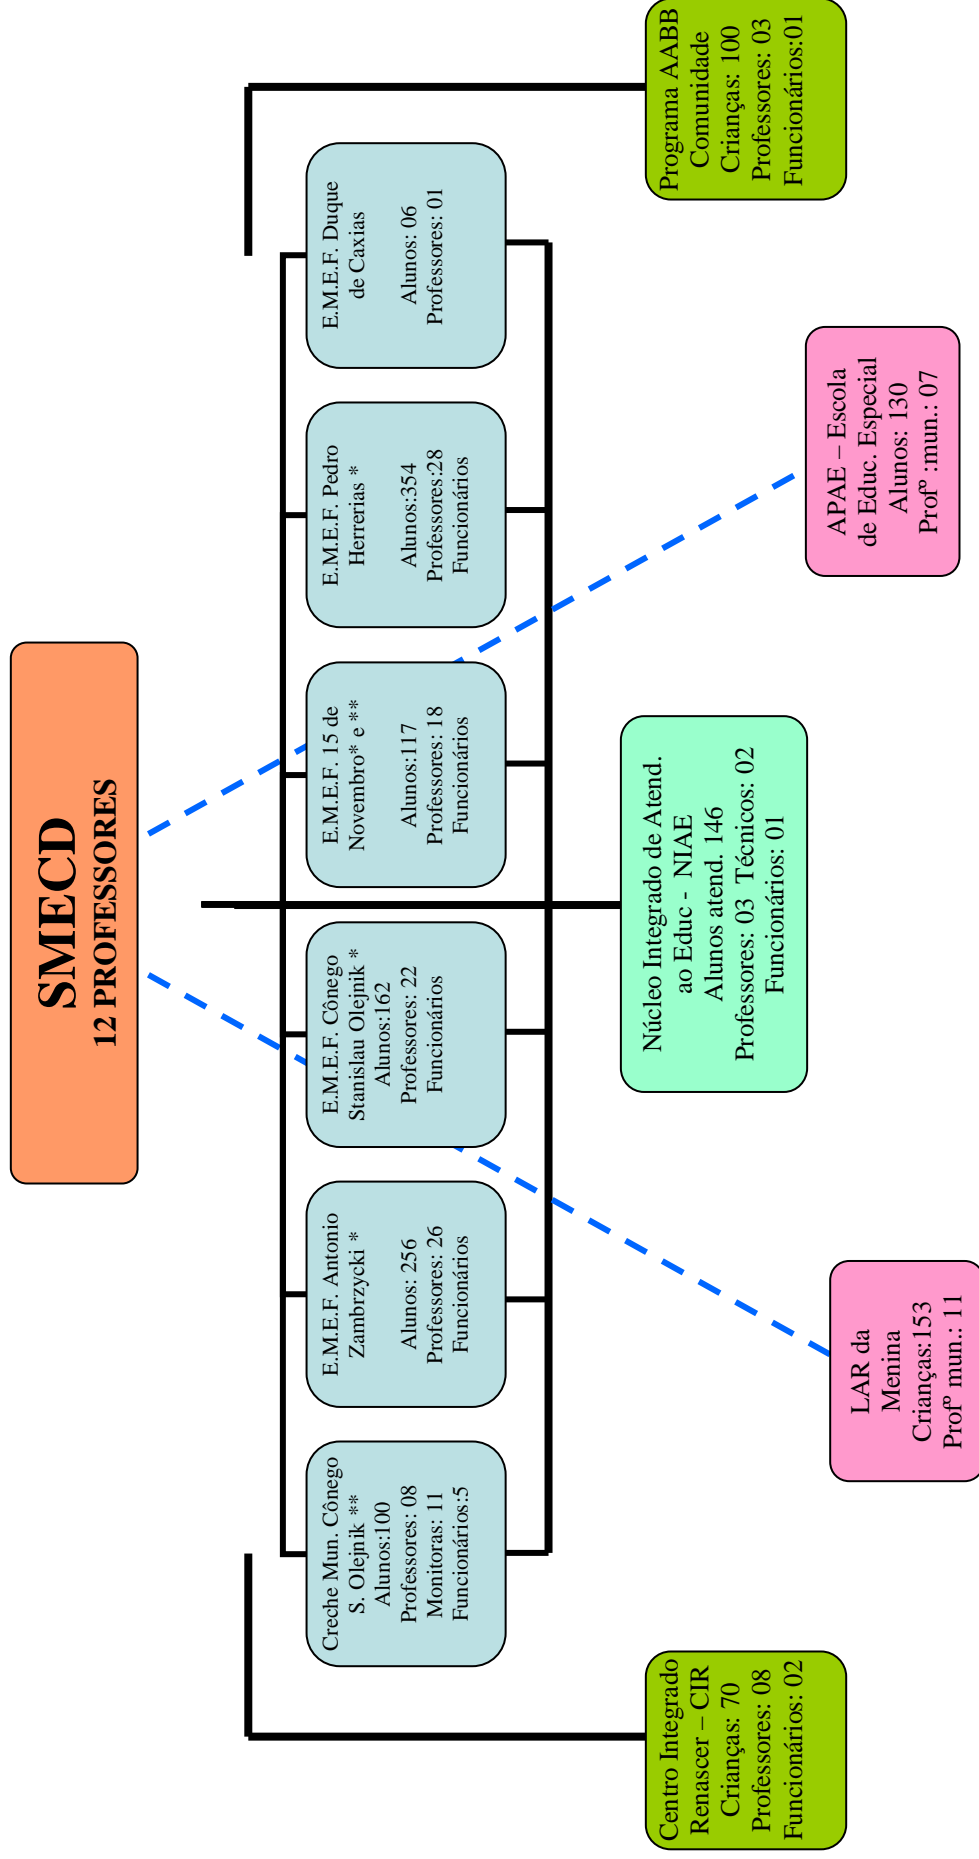 SMECD
12 PROFESSORES
Creche Mun. Cônego
S. Olejnik **
Alunos:100
Professores: 08
Monitoras: 11
Funcionários:5
E.M.E.F. Antonio
Zambrzycki *
Alunos: 256
Professores: 26
Funcionários
E.M.E.F. Cônego
Stanislau Olejnik *
Alunos:162
Professores: 22
Funcionários
E.M.E.F. 15 de
Novembro* e **
Alunos:117
Professores: 18
Funcionários
E.M.E.F. Pedro
Herrerias *
Alunos:354
Professores:28
Funcionários
E.M.E.F. Duque
de Caxias
Alunos: 06
Professores: 01
Centro Integrado
Renascer – CIR
Crianças: 70
Professores: 08
Funcionários: 02
LAR da
Menina
Crianças:153
Profº mun.: 11
Núcleo Integrado de Atend.
ao Educ - NIAE
Alunos atend. 146
Professores: 03 Técnicos: 02
Funcionários: 01
APAE – Escola
de Educ. Especial
Alunos: 130
Profº :mun.: 07
Programa AABB
Comunidade
Crianças: 100
Professores: 03
Funcionários:01